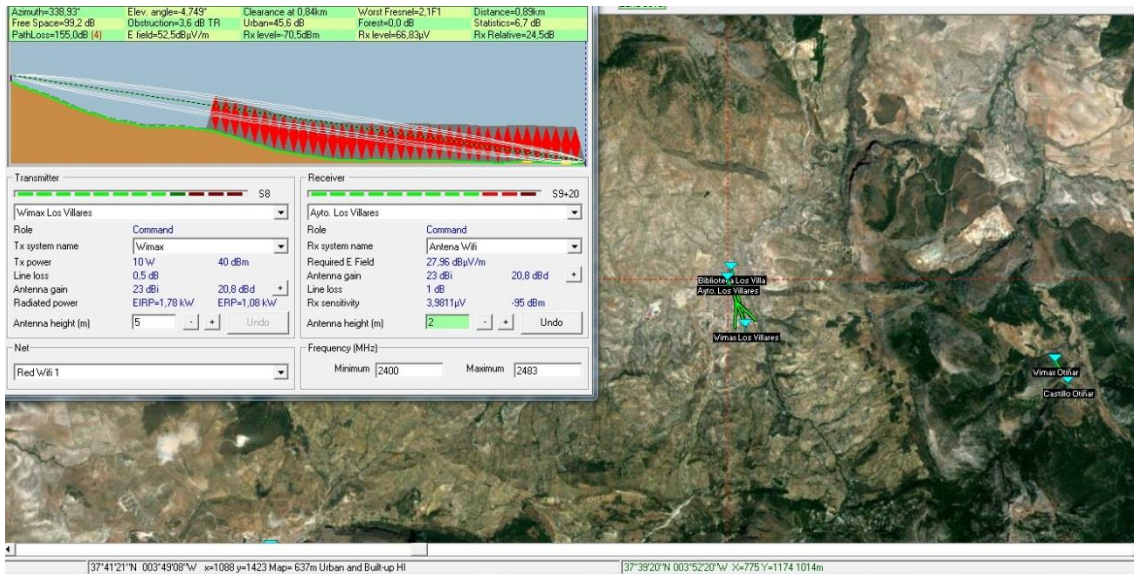 Azimuth=338,93° Elev. angle=-4,749° Clearance at 0,84km Worst Fresnel=2,1F1 Distance=0,89km
Free Space=99,2 dB Obstruction=3,6 dB TR Urban=45,6 dB Forest=0,0 dB Statistics=6,7 dB
PathLoss=155,0dB (4) E field=52,5dBµV/m Rx level=-70,5dBm Rx level=66,83µV Rx Relative=24,5dB
Transmitter
S8
Wimax Los Villares
Role Command
Tx system name Wimax
Tx power 10 W 40 dBm
Line loss 0,5 dB
Antenna gain 23 dBi 20,8 dBd +
Radiated power EIRP=1,78 kW ERP=1,08 kW
Antenna height (m) 5 - + Undo
Receiver
S9+20
Ayto. Los Villares
Role Command
Rx system name Antena Wifi
Required E Field 27,96 dBµV/m
Antenna gain 23 dBi 20,8 dBd +
Line loss 1 dB
Rx sensitivity 3,9811µV -95 dBm
Antenna height (m) 2 - + Undo
Net
Red Wifi 1
Frequency (MHz)
Minimum 2400 Maximum 2483
Biblioteca Los Villa
Ayto. Los Villares
Wimax Los Villares
Wimax Otiñar
Castillo Otiñar
37°41'21"N 003°49'08"W x=1088 y=1423 Map= 637m Urban and Built-up HI
37°39'20"N 003°52'20"W X=775 Y=1174 1014m